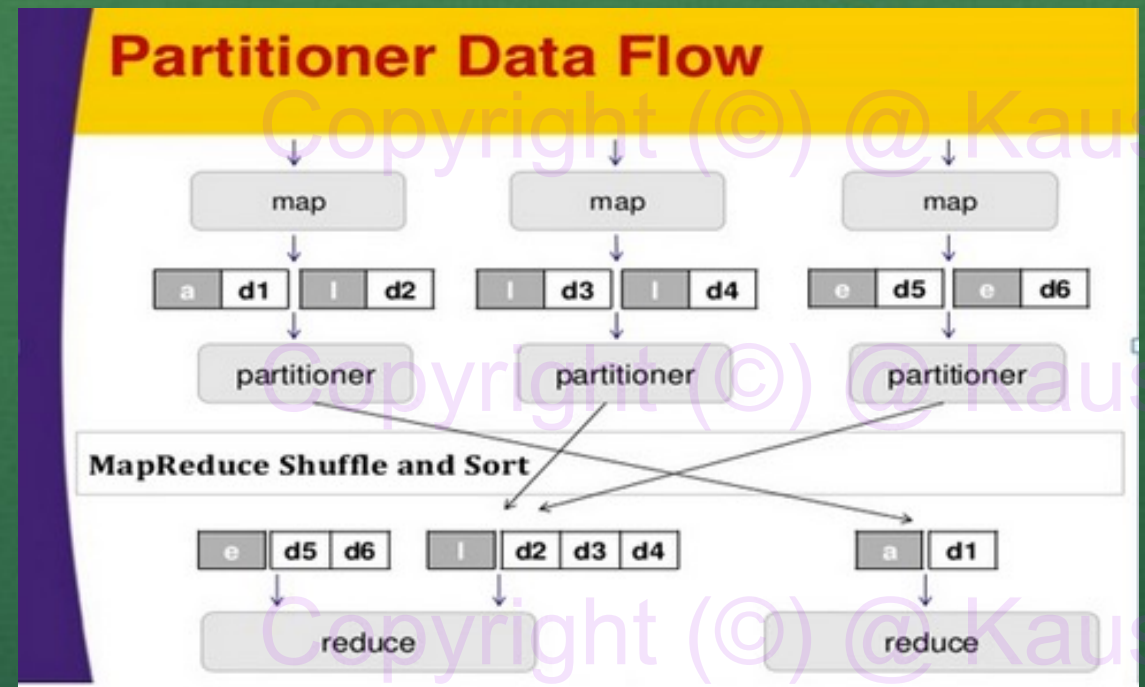 Partitioner Data Flow
Copyright (©) @ Kaus
map map map
a d1 l d2 l d3 l d4 e d5 e d6
partitioner partitioner partitioner
Copyright (©) @ Kaus
MapReduce Shuffle and Sort
e d5 d6 l d2 d3 d4 a d1
reduce reduce
Copyright (©) @ Kaus